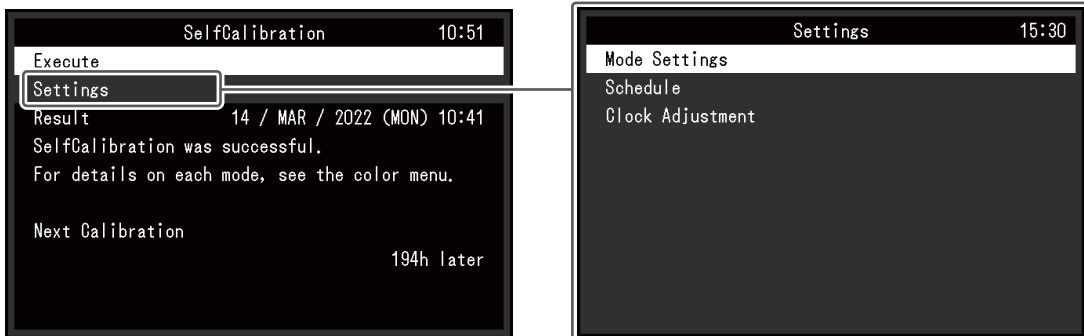 SelfCalibration 10:51
Execute
Settings
Result 14 / MAR / 2022 (MON) 10:41
SelfCalibration was successful.
For details on each mode, see the color menu.
Next Calibration
194h later
Settings 15:30
Mode Settings
Schedule
Clock Adjustment